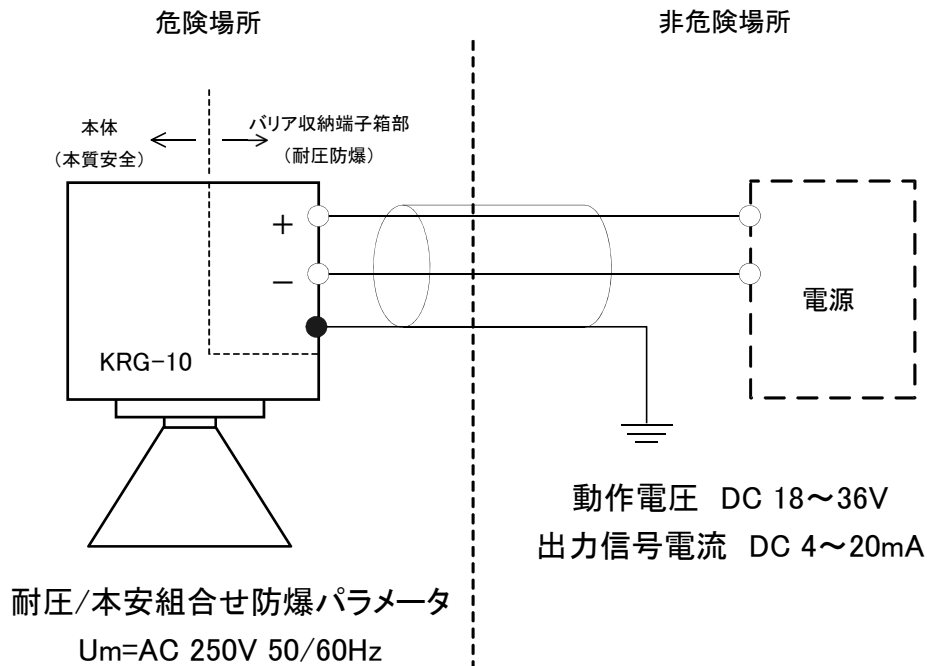 危険場所
非危険場所
本体
(本質安全)
バリア収納端子箱部
(耐圧防爆)
+
−
KRG-10
電源
動作電圧 DC 18～36V
出力信号電流 DC 4～20mA
耐圧/本安組合せ防爆パラメータ
Um=AC 250V 50/60Hz